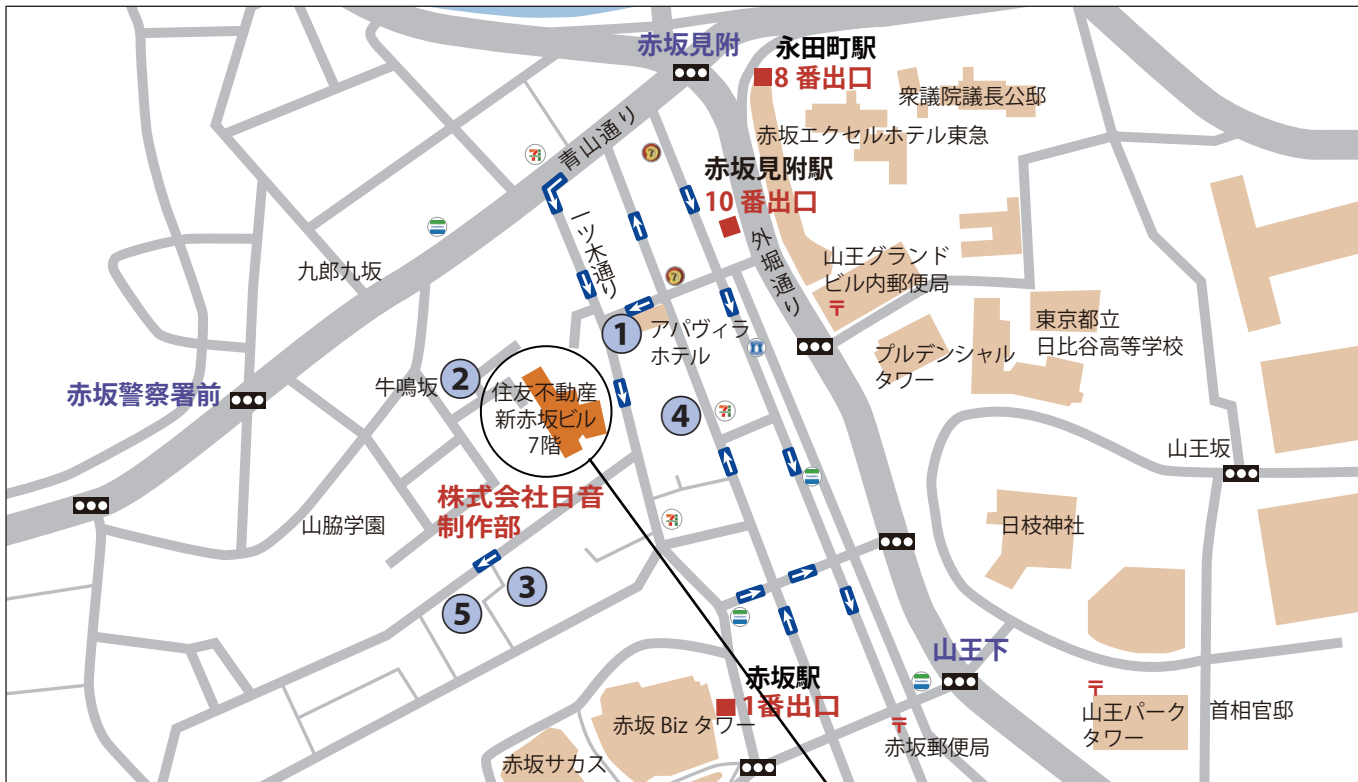 赤坂見附
永田町駅
8 番出口
衆議院議長公邸
赤坂エクセルホテル東急
青山通り
赤坂見附駅
10 番出口
一ツ木通り
外堀通り
九郎九坂
山王グランド
ビル内郵便局
〒
東京都立
日比谷高等学校
プルデンシャル
タワー
1
アパヴィラ
ホテル
赤坂警察署前
牛鳴坂
2
住友不動産
新赤坂ビル
7階
4
山王坂
株式会社日音
制作部
山脇学園
日枝神社
3
5
山王下
赤坂駅
1番出口
赤坂 Biz タワー
赤坂サカス
〒
赤坂郵便局
〒
山王パーク
タワー
首相官邸